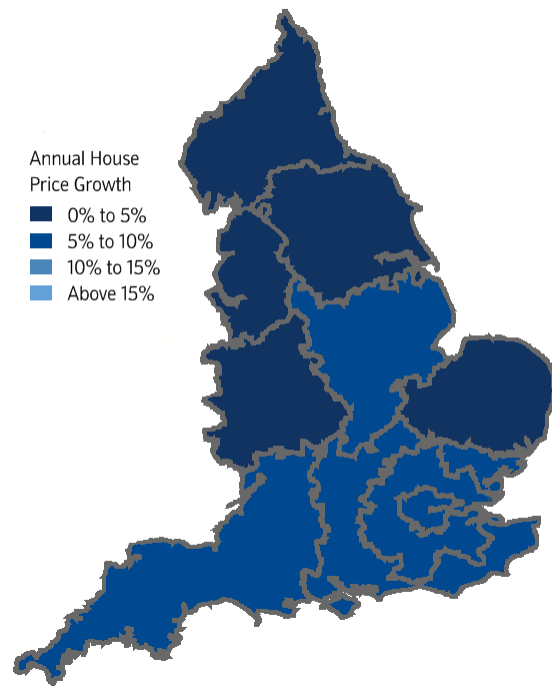 Annual House
Price Growth
0% to 5%
5% to 10%
10% to 15%
Above 15%